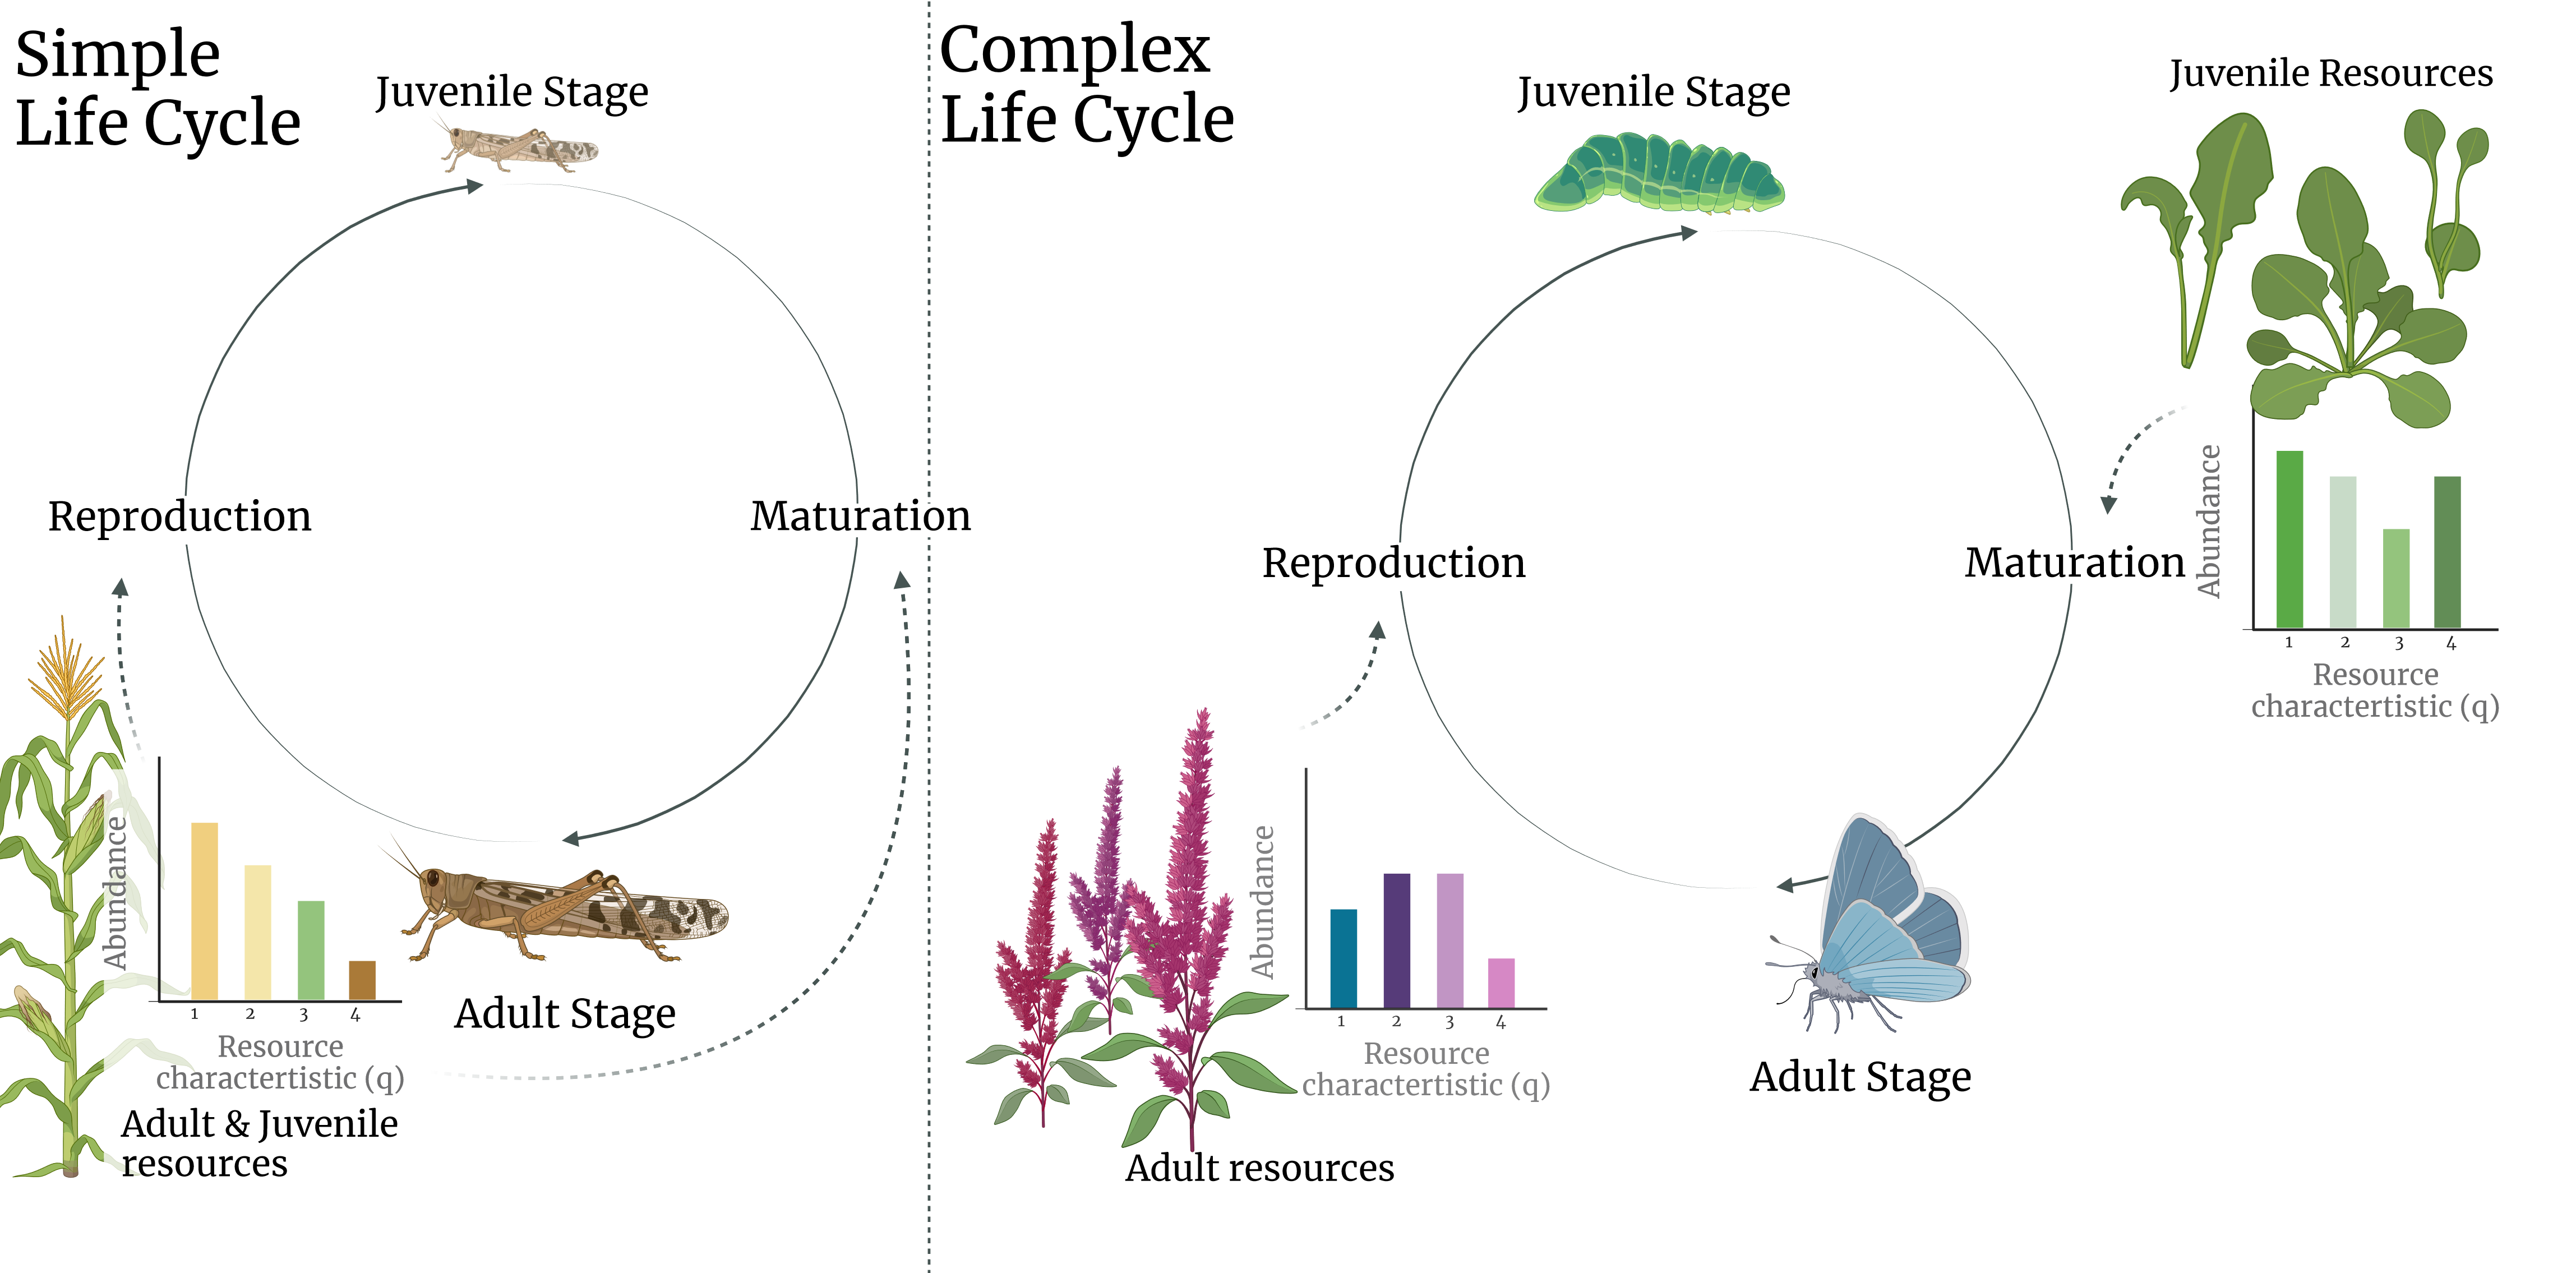 Simple
Life Cycle
Juvenile Stage
Reproduction
Maturation
Abundance
1 2 3 4
Resource
charactertistic (q)
Adult & Juvenile
resources
Adult Stage
Complex
Life Cycle
Juvenile Stage
Juvenile Resources
Reproduction
Maturation
Abundance
1 2 3 4
Resource
charactertistic (q)
Abundance
1 2 3 4
Resource
charactertistic (q)
Adult Stage
Adult resources